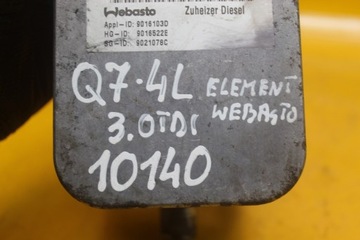 Webasto Zuheizer Diesel
Appl-ID: 9016103D
HG-ID: 9016522E
SG-ID: 9021078C
Q7·4L ELEMENT
3.0TDI WEBASTO
10140